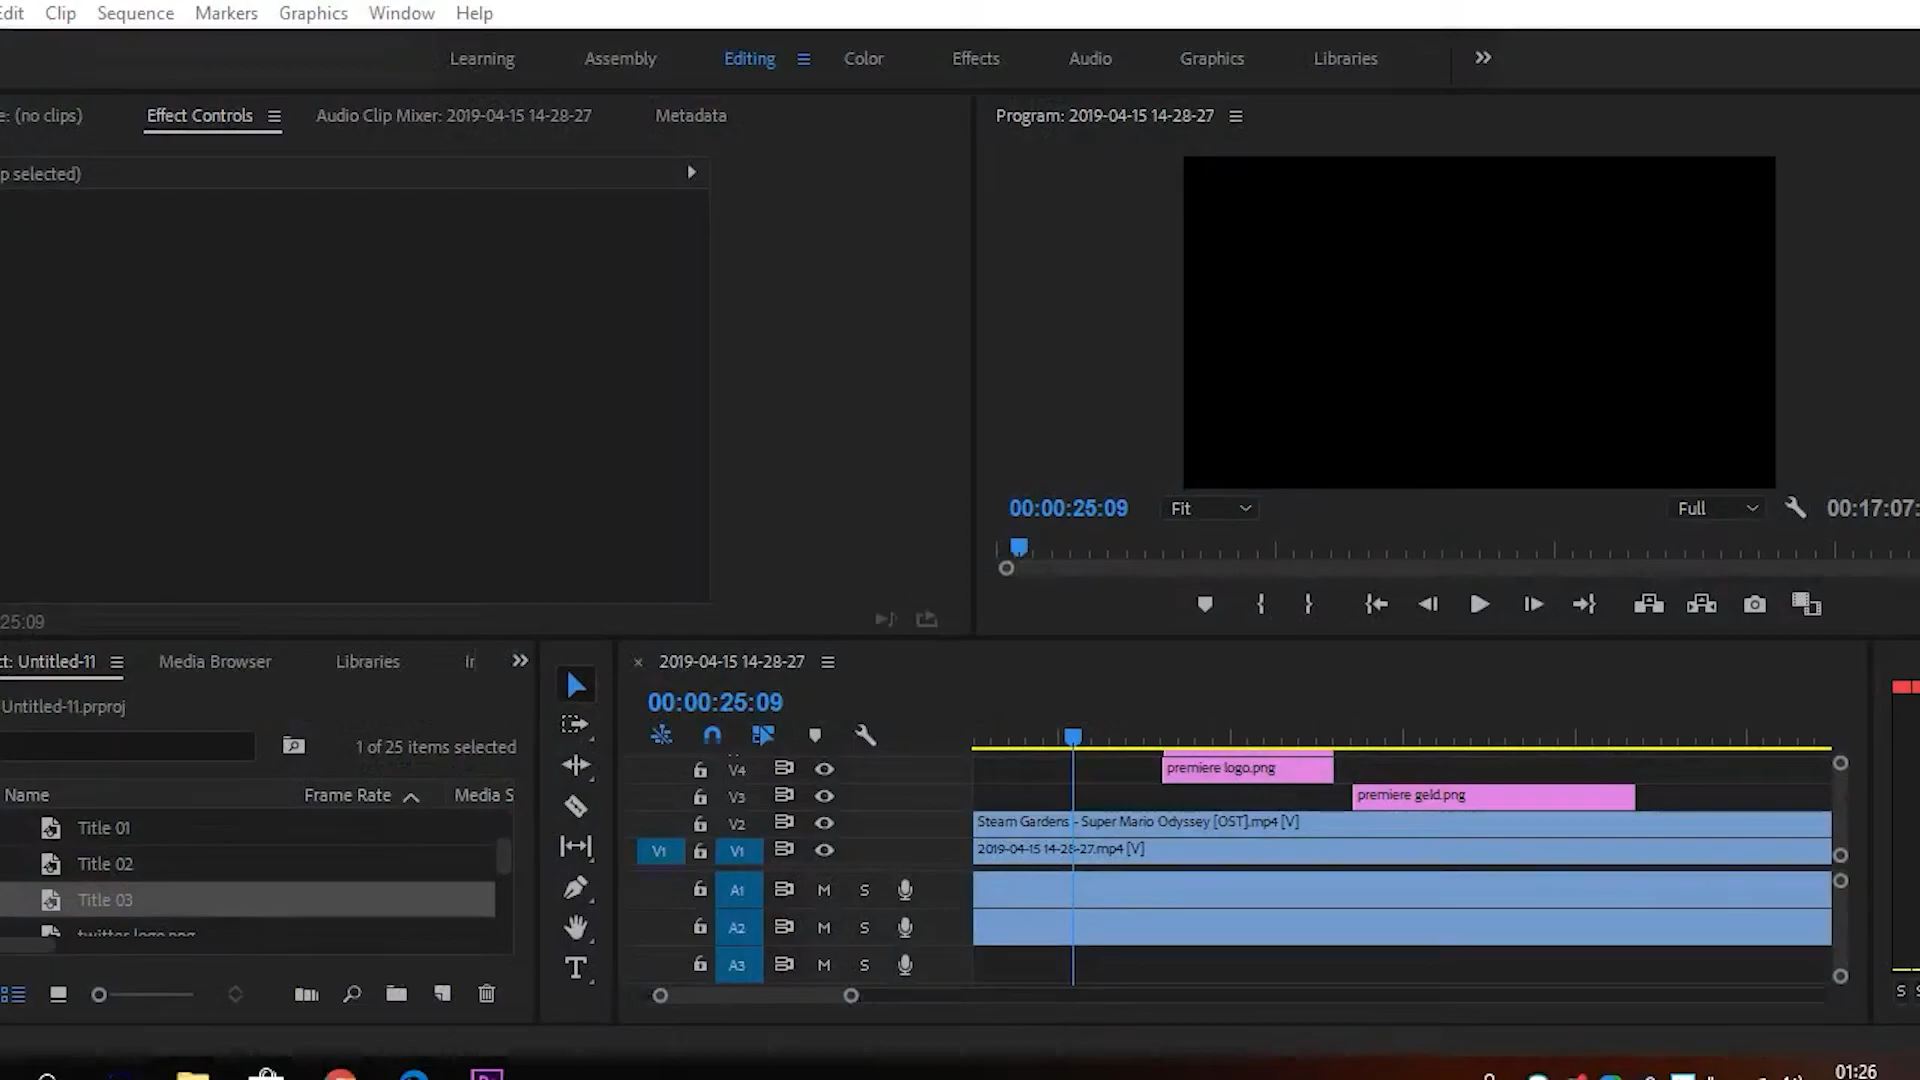 Edit Clip Sequence Markers Graphics Window Help
Learning Assembly Editing Color Effects Audio Graphics Libraries
e: (no clips) Effect Controls Audio Clip Mixer: 2019-04-15 14-28-27 Metadata
Program: 2019-04-15 14-28-27
p selected)
00:00:25:09 Fit Full 00:17:07:
25:09
ct: Untitled-11 Media Browser Libraries Ir
2019-04-15 14-28-27
Untitled-11.prproj
00:00:25:09
1 of 25 items selected
Name Frame Rate Media S
Title 01
Title 02
Title 03
twitter logo.png
V4 premiere logo.png
V3 premiere geld.png
V2 Steam Gardens - Super Mario Odyssey [OST].mp4 [V]
V1 V1 2019-04-15 14-28-27.mp4 [V]
A1 M S
A2 M S
A3 M S
S S
01:26